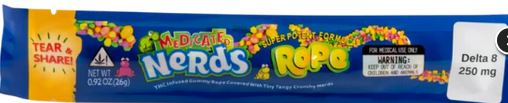 TEAR &
SHARE!
MEDICATED
Nerds
SUPER POTENT FORMULA!
Rope
NET WT
0.92 OZ (26g)
THC Infused Gummy Rope Covered With Tiny Tangy Crunchy Nerds
FOR MEDICAL USE ONLY
WARNING:
KEEP OUT OF REACH OF
CHILDREN AND ANIMALS
Delta 8
250 mg